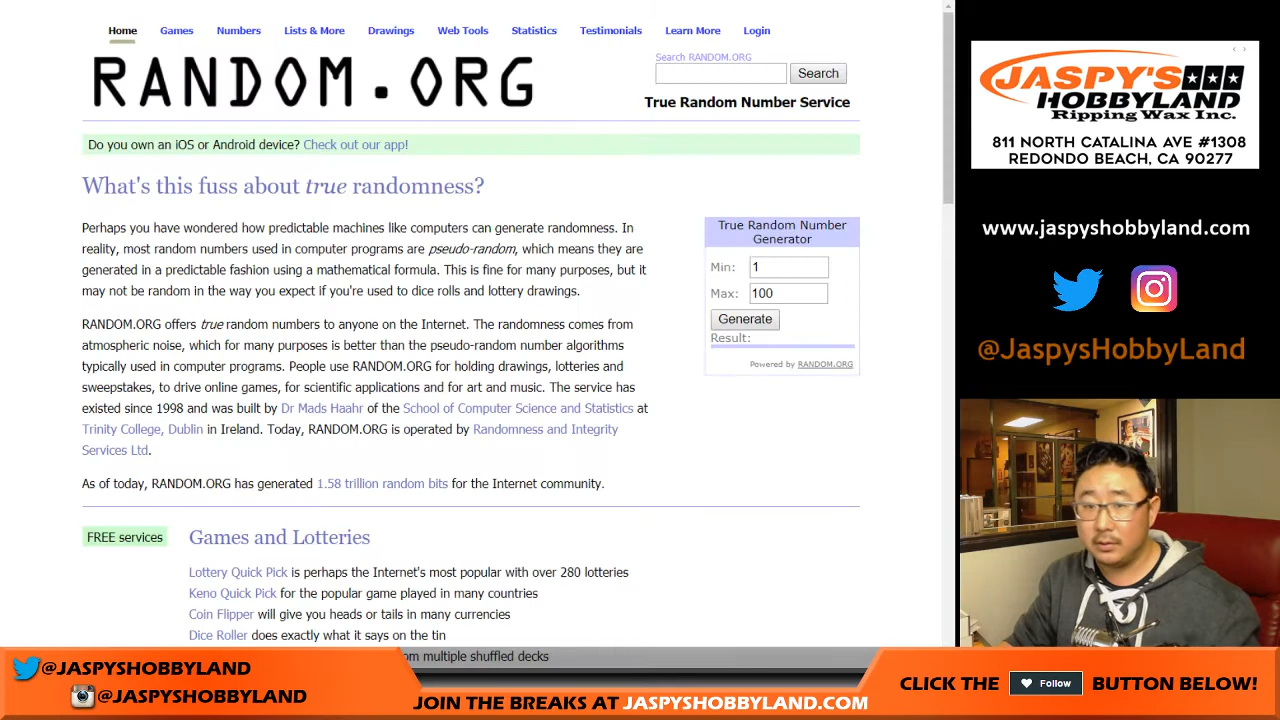 Home Games Numbers Lists & More Drawings Web Tools Statistics Testimonials Learn More Login
RANDOM.ORG
Search RANDOM.ORG
Search
True Random Number Service
Do you own an iOS or Android device? Check out our app!
What's this fuss about true randomness?
Perhaps you have wondered how predictable machines like computers can generate randomness. In
reality, most random numbers used in computer programs are pseudo-random, which means they are
generated in a predictable fashion using a mathematical formula. This is fine for many purposes, but it
may not be random in the way you expect if you're used to dice rolls and lottery drawings.
RANDOM.ORG offers true random numbers to anyone on the Internet. The randomness comes from
atmospheric noise, which for many purposes is better than the pseudo-random number algorithms
typically used in computer programs. People use RANDOM.ORG for holding drawings, lotteries and
sweepstakes, to drive online games, for scientific applications and for art and music. The service has
existed since 1998 and was built by Dr Mads Haahr of the School of Computer Science and Statistics at
Trinity College, Dublin in Ireland. Today, RANDOM.ORG is operated by Randomness and Integrity
Services Ltd.
As of today, RANDOM.ORG has generated 1.58 trillion random bits for the Internet community.
True Random Number
Generator
Min: 1
Max: 100
Generate
Result:
Powered by RANDOM.ORG
FREE services
Games and Lotteries
Lottery Quick Pick is perhaps the Internet's most popular with over 280 lotteries
Keno Quick Pick for the popular game played in many countries
Coin Flipper will give you heads or tails in many currencies
Dice Roller does exactly what it says on the tin
om multiple shuffled decks
JASPY'S
HOBBYLAND
Ripping Wax Inc.
811 NORTH CATALINA AVE #1308
REDONDO BEACH, CA 90277
www.jaspyshobbyland.com
@JaspysHobbyLand
@JASPYSHOBBYLAND
@JASPYSHOBBYLAND
JOIN THE BREAKS AT JASPYSHOBBYLAND.COM
CLICK THE Follow BUTTON BELOW!